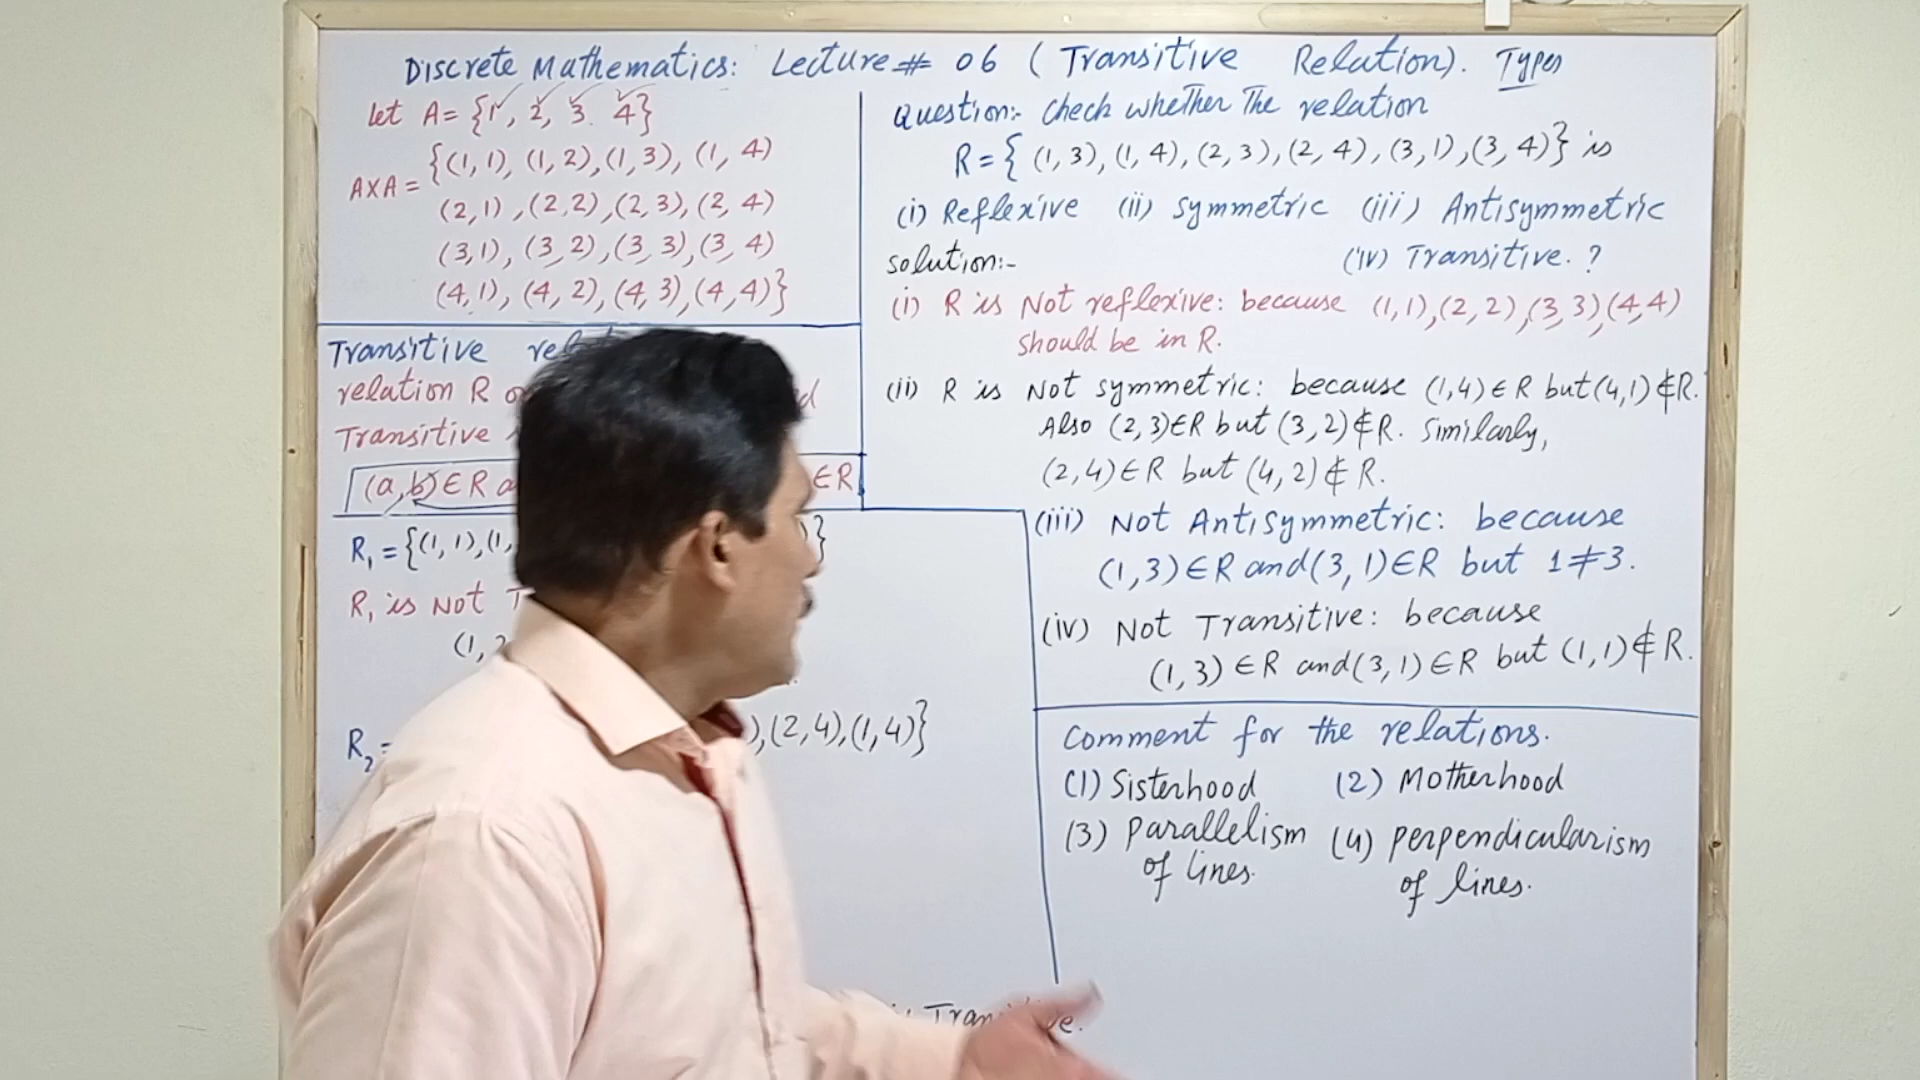 Discrete Mathematics: Lecture # 06 (Transitive Relation). Types
Let A = {1, 2, 3. 4}
A×A = {(1, 1), (1, 2), (1, 3), (1, 4)
(2, 1), (2, 2), (2, 3), (2, 4)
(3, 1), (3, 2), (3, 3), (3, 4)
(4, 1), (4, 2), (4, 3), (4, 4)}
Transitive
relation R
Transitive
(a, b) ∈ R ∈ R
R₁ = {(1, 1), (1, )}
R₁ is Not
(1,
R₂ = ), (2, 4), (1, 4)}
Question:- Check whether The relation
R = { (1, 3), (1, 4), (2, 3), (2, 4), (3, 1), (3, 4)} is
(i) Reflexive (ii) Symmetric (iii) Antisymmetric
(iv) Transitive. ?
Solution:-
(i) R is Not reflexive: because (1, 1), (2, 2), (3, 3) (4, 4)
should be in R.
(ii) R is Not symmetric: because (1, 4) ∈ R but (4, 1) ∉ R.
Also (2, 3) ∈ R but (3, 2) ∉ R. Similarly,
(2, 4) ∈ R but (4, 2) ∉ R.
(iii) Not Antisymmetric: because
(1, 3) ∈ R and (3, 1) ∈ R but 1 ≠ 3.
(iv) Not Transitive: because
(1, 3) ∈ R and (3, 1) ∈ R but (1, 1) ∉ R.
Comment for the relations.
(1) Sisterhood (2) Motherhood
(3) Parallelism (4) Perpendicularism
of lines. of lines.